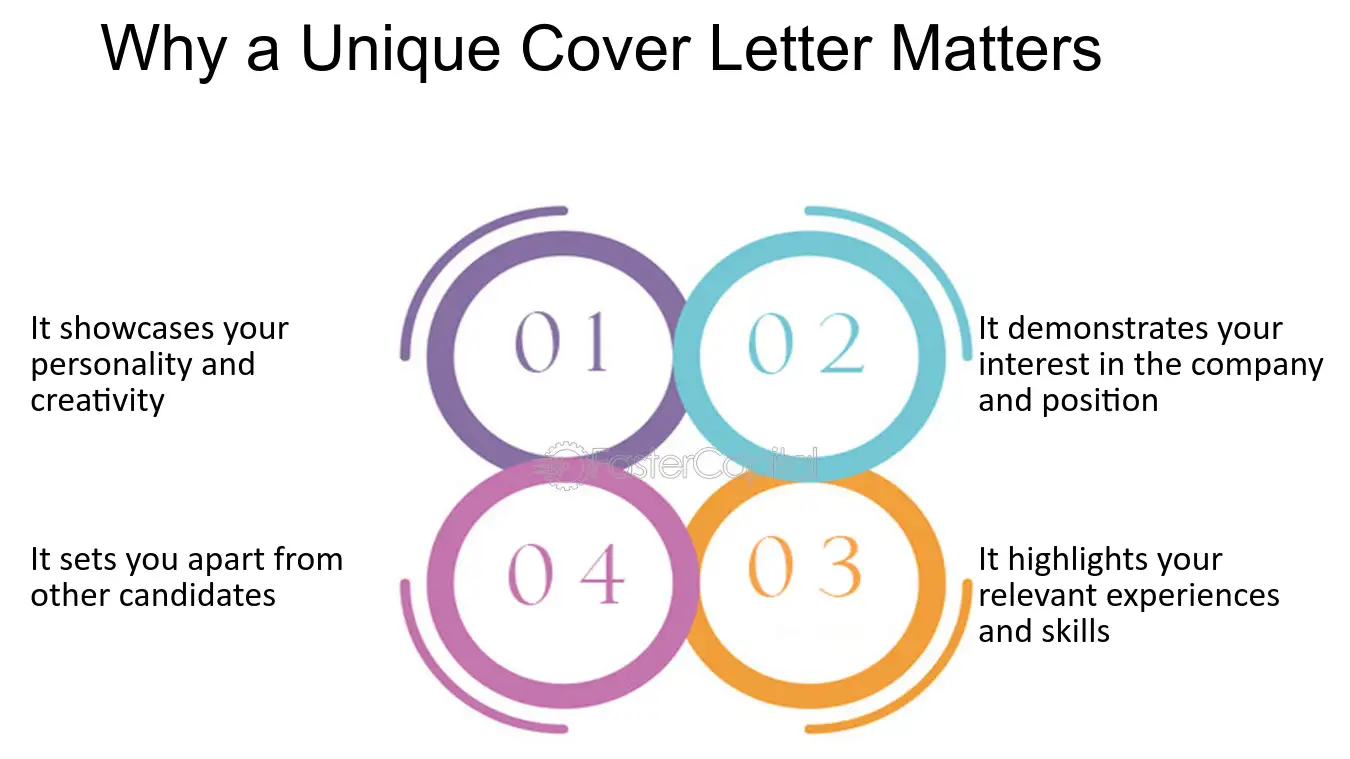 Why a Unique Cover Letter Matters
01
02
It showcases your
personality and
creativity
It demonstrates your
interest in the company
and position
FasterCapital
04
03
It sets you apart from
other candidates
It highlights your
relevant experiences
and skills